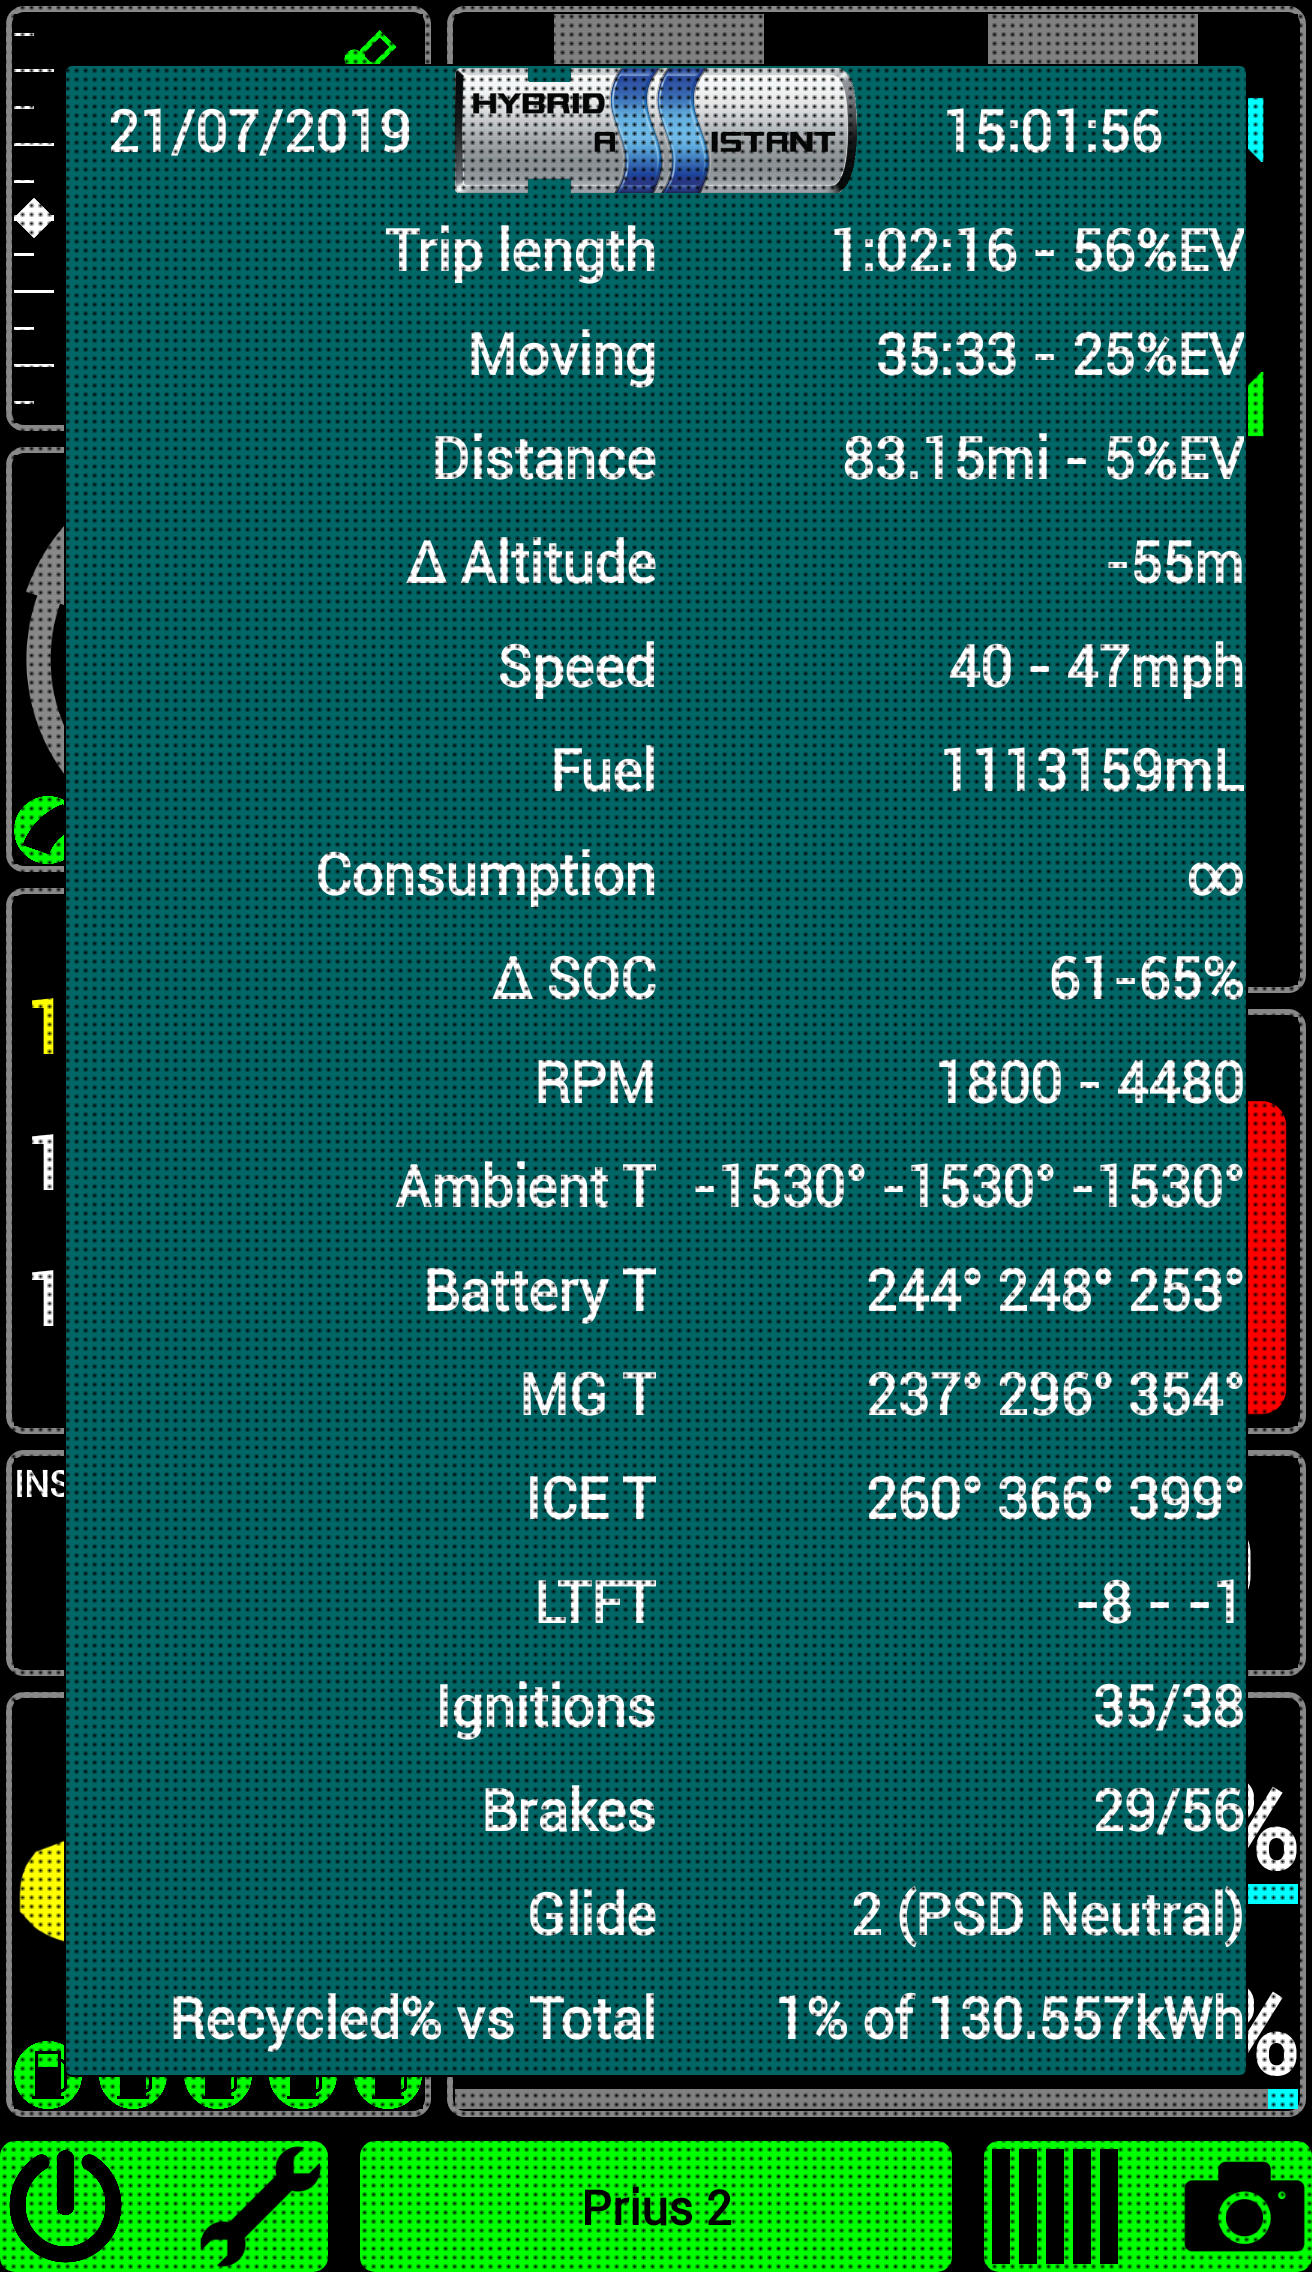 21/07/2019 HYBRID A ISTANT 15:01:56
Trip length 1:02:16 - 56%EV
Moving 35:33 - 25%EV
Distance 83.15mi - 5%EV
Δ Altitude -55m
Speed 40 - 47mph
Fuel 1113159mL
Consumption ∞
Δ SOC 61-65%
1
RPM 1800 - 4480
1
Ambient T -1530° -1530° -1530°
1
Battery T 244° 248° 253°
MG T 237° 296° 354°
INS
ICE T 260° 366° 399°
LTFT -8 - -1
Ignitions 35/38
Brakes 29/56
%
Glide 2 (PSD Neutral)
Recycled% vs Total 1% of 130.557kWh
%
Prius 2